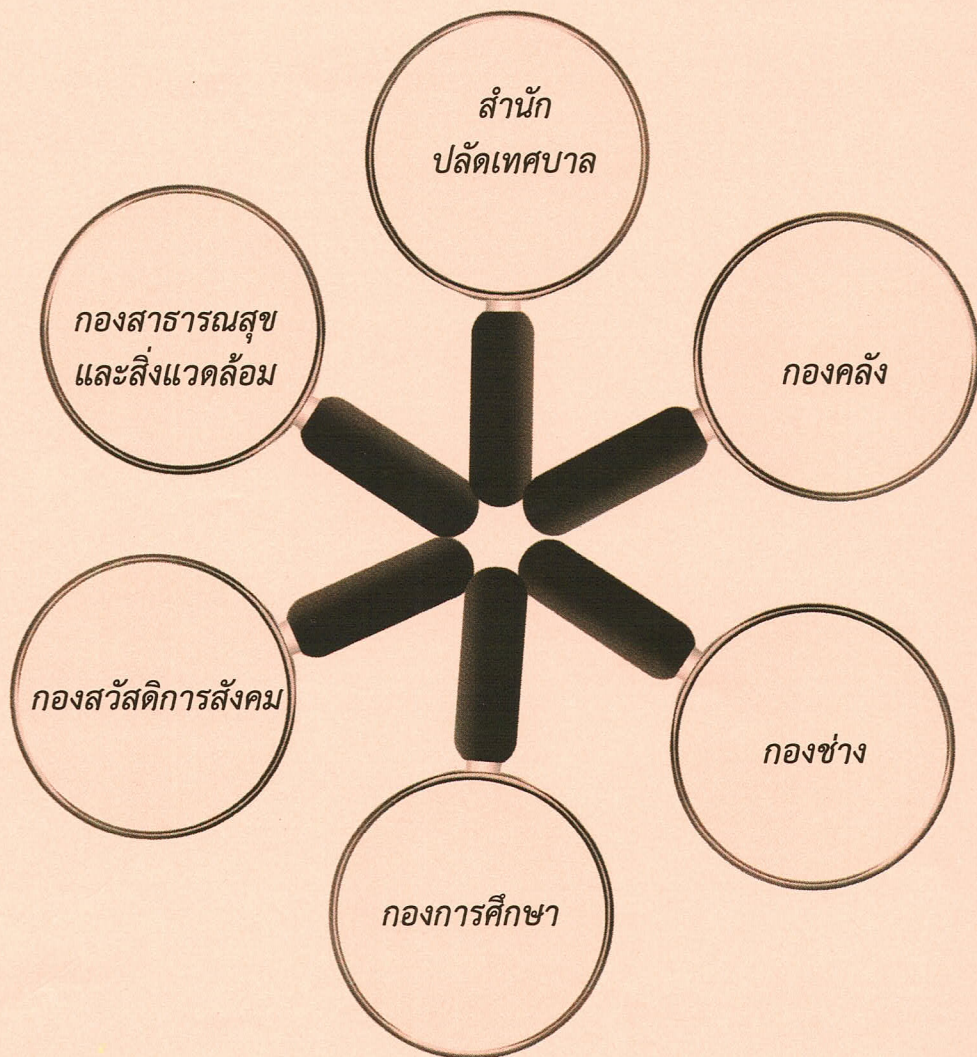 สำนัก
ปลัดเทศบาล
กองสาธารณสุข
และสิ่งแวดล้อม
กองคลัง
กองสวัสดิการสังคม
กองช่าง
กองการศึกษา